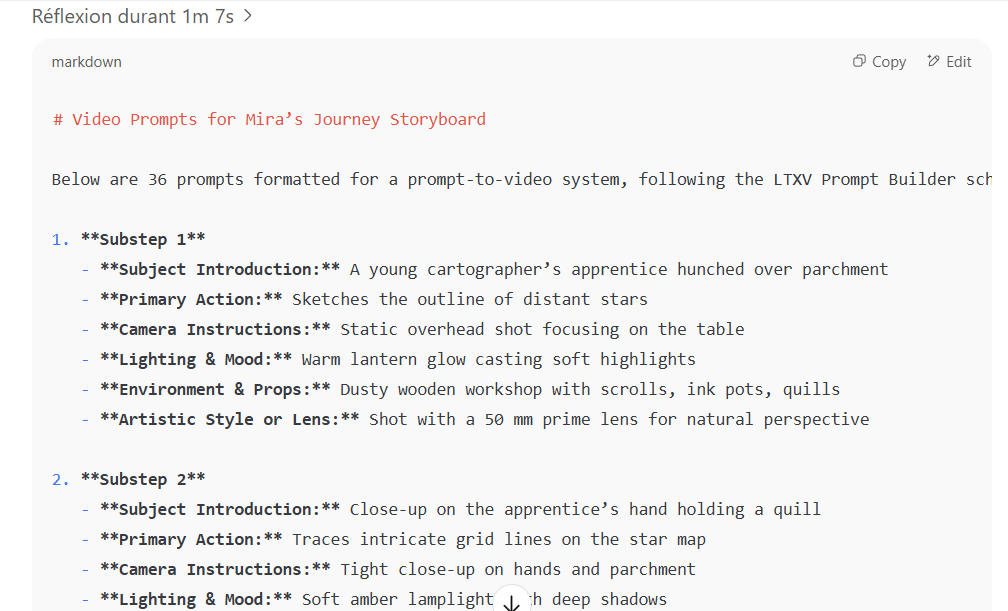 Réflexion durant 1m 7s >
markdown Copy Edit
# Video Prompts for Mira’s Journey Storyboard
Below are 36 prompts formatted for a prompt-to-video system, following the LTXV Prompt Builder
1. **Substep 1**
- **Subject Introduction:** A young cartographer’s apprentice hunched over parchment
- **Primary Action:** Sketches the outline of distant stars
- **Camera Instructions:** Static overhead shot focusing on the table
- **Lighting & Mood:** Warm lantern glow casting soft highlights
- **Environment & Props:** Dusty wooden workshop with scrolls, ink pots, quills
- **Artistic Style or Lens:** Shot with a 50 mm prime lens for natural perspective
2. **Substep 2**
- **Subject Introduction:** Close-up on the apprentice’s hand holding a quill
- **Primary Action:** Traces intricate grid lines on the star map
- **Camera Instructions:** Tight close-up on hands and parchment
- **Lighting & Mood:** Soft amber lamplight deep shadows